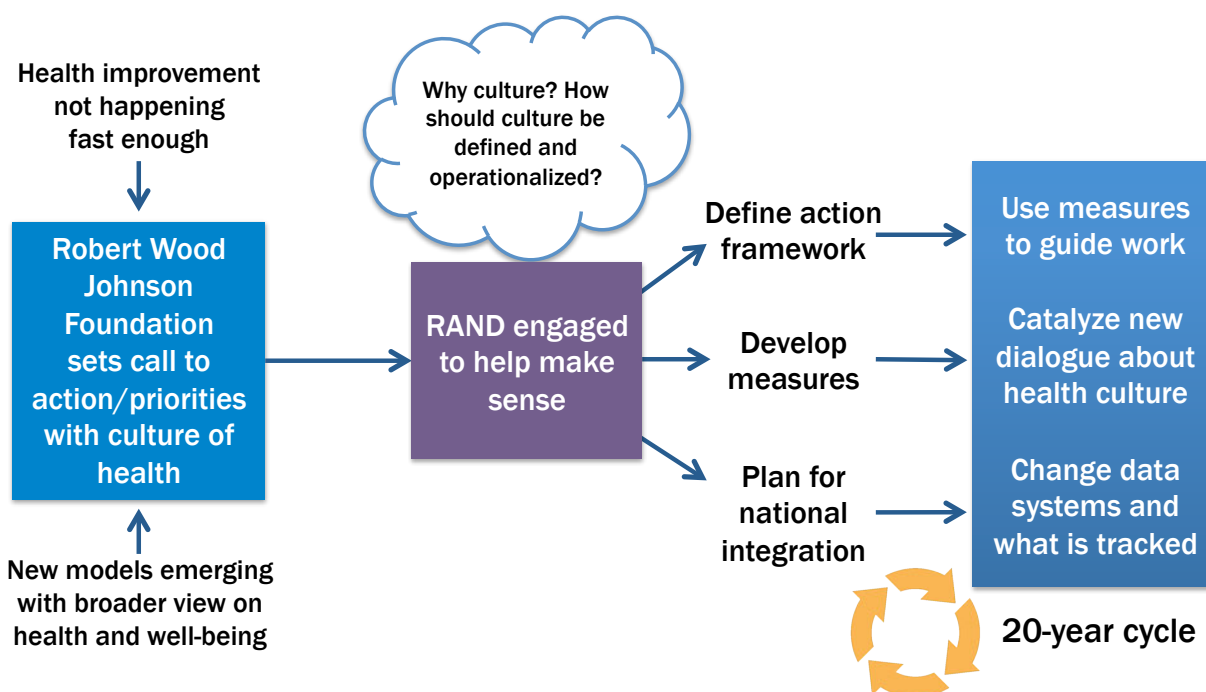 Health improvement
not happening
fast enough
Robert Wood
Johnson
Foundation
sets call to
action/priorities
with culture of
health
New models emerging
with broader view on
health and well-being
Why culture? How
should culture be
defined and
operationalized?
RAND engaged
to help make
sense
Define action
framework
Develop
measures
Plan for
national
integration
Use measures
to guide work
Catalyze new
dialogue about
health culture
Change data
systems and
what is tracked
20-year cycle